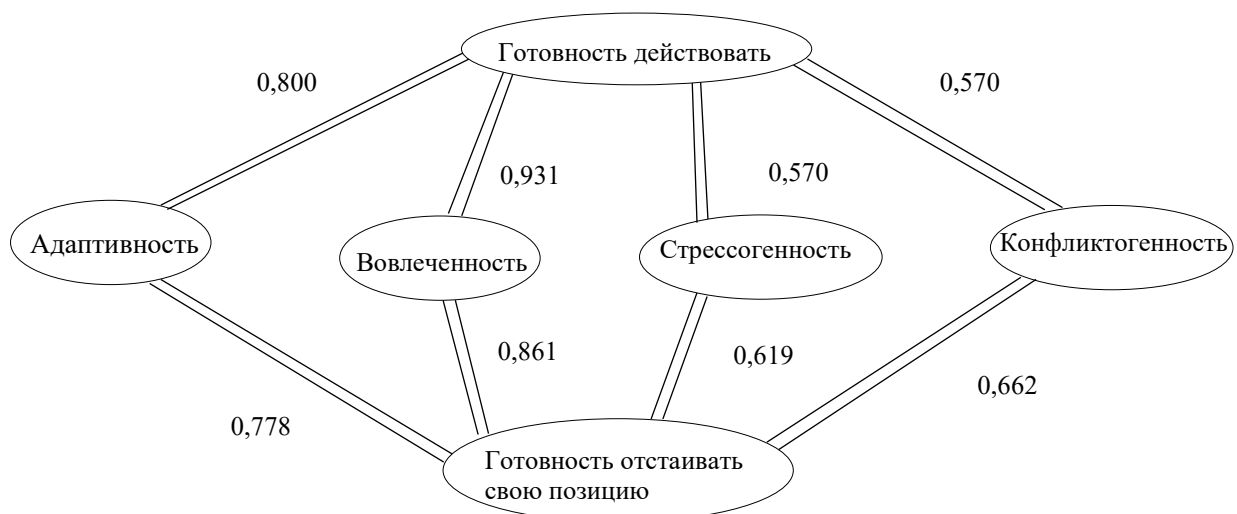 Готовность действовать
0,800
0,570
0,931
0,570
Адаптивность
Вовлеченность
Стрессогенность
Конфликтогенность
0,861
0,619
0,662
0,778
Готовность отстаивать
свою позицию